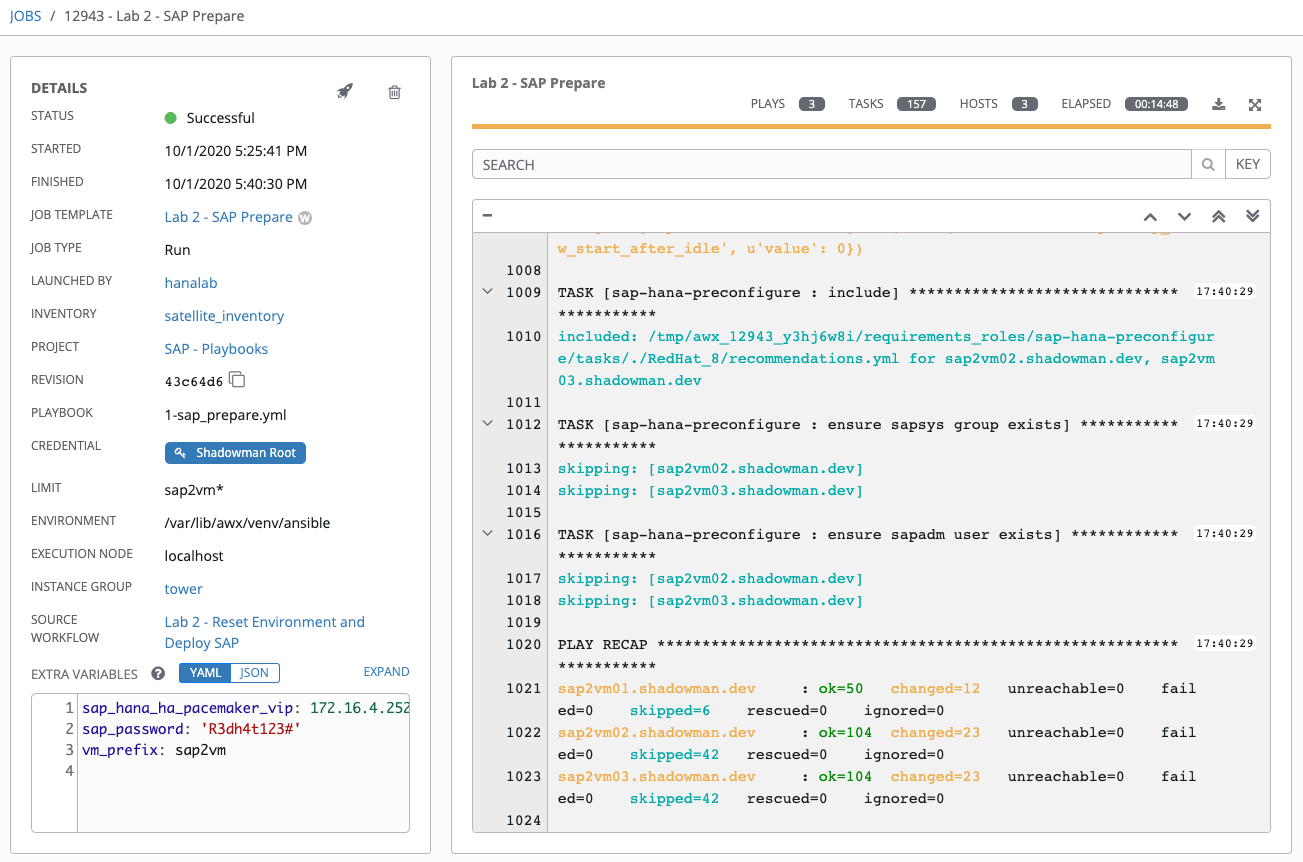 JOBS / 12943 - Lab 2 - SAP Prepare
DETAILS
STATUS Successful
STARTED 10/1/2020 5:25:41 PM
FINISHED 10/1/2020 5:40:30 PM
JOB TEMPLATE Lab 2 - SAP Prepare W
JOB TYPE Run
LAUNCHED BY hanalab
INVENTORY satellite_inventory
PROJECT SAP - Playbooks
REVISION 43c64d6
PLAYBOOK 1-sap_prepare.yml
CREDENTIAL Shadowman Root
LIMIT sap2vm*
ENVIRONMENT /var/lib/awx/venv/ansible
EXECUTION NODE localhost
INSTANCE GROUP tower
SOURCE WORKFLOW
Lab 2 - Reset Environment and
Deploy SAP
EXTRA VARIABLES ? YAML JSON EXPAND
1 sap_hana_ha_pacemaker_vip: 172.16.4.252
2 sap_password: 'R3dh4t123#'
3 vm_prefix: sap2vm
4
Lab 2 - SAP Prepare
PLAYS 3 TASKS 157 HOSTS 3 ELAPSED 00:14:48
SEARCH KEY
w_start_after_idle', u'value': 0})
1008
1009 TASK [sap-hana-preconfigure : include] ****************************** 17:40:29
***********
1010 included: /tmp/awx_12943_y3hj6w8i/requirements_roles/sap-hana-preconfigur
e/tasks/./RedHat_8/recommendations.yml for sap2vm02.shadowman.dev, sap2vm
03.shadowman.dev
1011
1012 TASK [sap-hana-preconfigure : ensure sapsys group exists] *********** 17:40:29
***********
1013 skipping: [sap2vm02.shadowman.dev]
1014 skipping: [sap2vm03.shadowman.dev]
1015
1016 TASK [sap-hana-preconfigure : ensure sapadm user exists] ************ 17:40:29
***********
1017 skipping: [sap2vm02.shadowman.dev]
1018 skipping: [sap2vm03.shadowman.dev]
1019
1020 PLAY RECAP ********************************************************** 17:40:29
***********
1021 sap2vm01.shadowman.dev : ok=50 changed=12 unreachable=0 fail
ed=0 skipped=6 rescued=0 ignored=0
1022 sap2vm02.shadowman.dev : ok=104 changed=23 unreachable=0 fail
ed=0 skipped=42 rescued=0 ignored=0
1023 sap2vm03.shadowman.dev : ok=104 changed=23 unreachable=0 fail
ed=0 skipped=42 rescued=0 ignored=0
1024